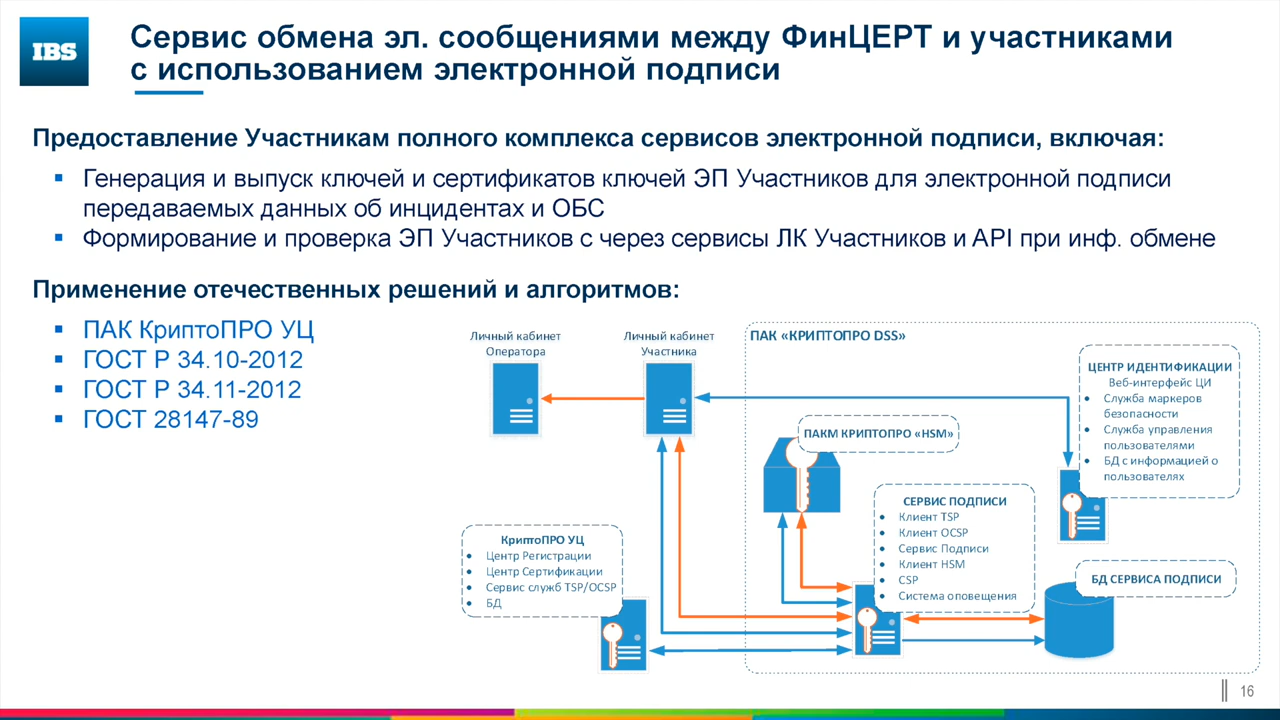 IBS
Сервис обмена эл. сообщениями между ФинЦЕРТ и участниками
с использованием электронной подписи
Предоставление Участникам полного комплекса сервисов электронной подписи, включая:
▪ Генерация и выпуск ключей и сертификатов ключей ЭП Участников для электронной подписи
передаваемых данных об инцидентах и ОБС
▪ Формирование и проверка ЭП Участников с через сервисы ЛК Участников и API при инф. обмене
Применение отечественных решений и алгоритмов:
▪ ПАК КриптоПРО УЦ
▪ ГОСТ Р 34.10-2012
▪ ГОСТ Р 34.11-2012
▪ ГОСТ 28147-89
Личный кабинет
Оператора
Личный кабинет
Участника
ПАК «КРИПТОПРО DSS»
ЦЕНТР ИДЕНТИФИКАЦИИ
Веб-интерфейс ЦИ
• Служба маркеров
безопасности
• Служба управления
пользователями
• БД с информацией о
пользователях
ПАКМ КРИПТОПРО «HSM»
СЕРВИС ПОДПИСИ
• Клиент TSP
• Клиент OCSP
• Сервис Подписи
• Клиент HSM
• CSP
• Система оповещения
КриптоПРО УЦ
• Центр Регистрации
• Центр Сертификации
• Сервис служб TSP/OCSP
• БД
БД СЕРВИСА ПОДПИСИ
16